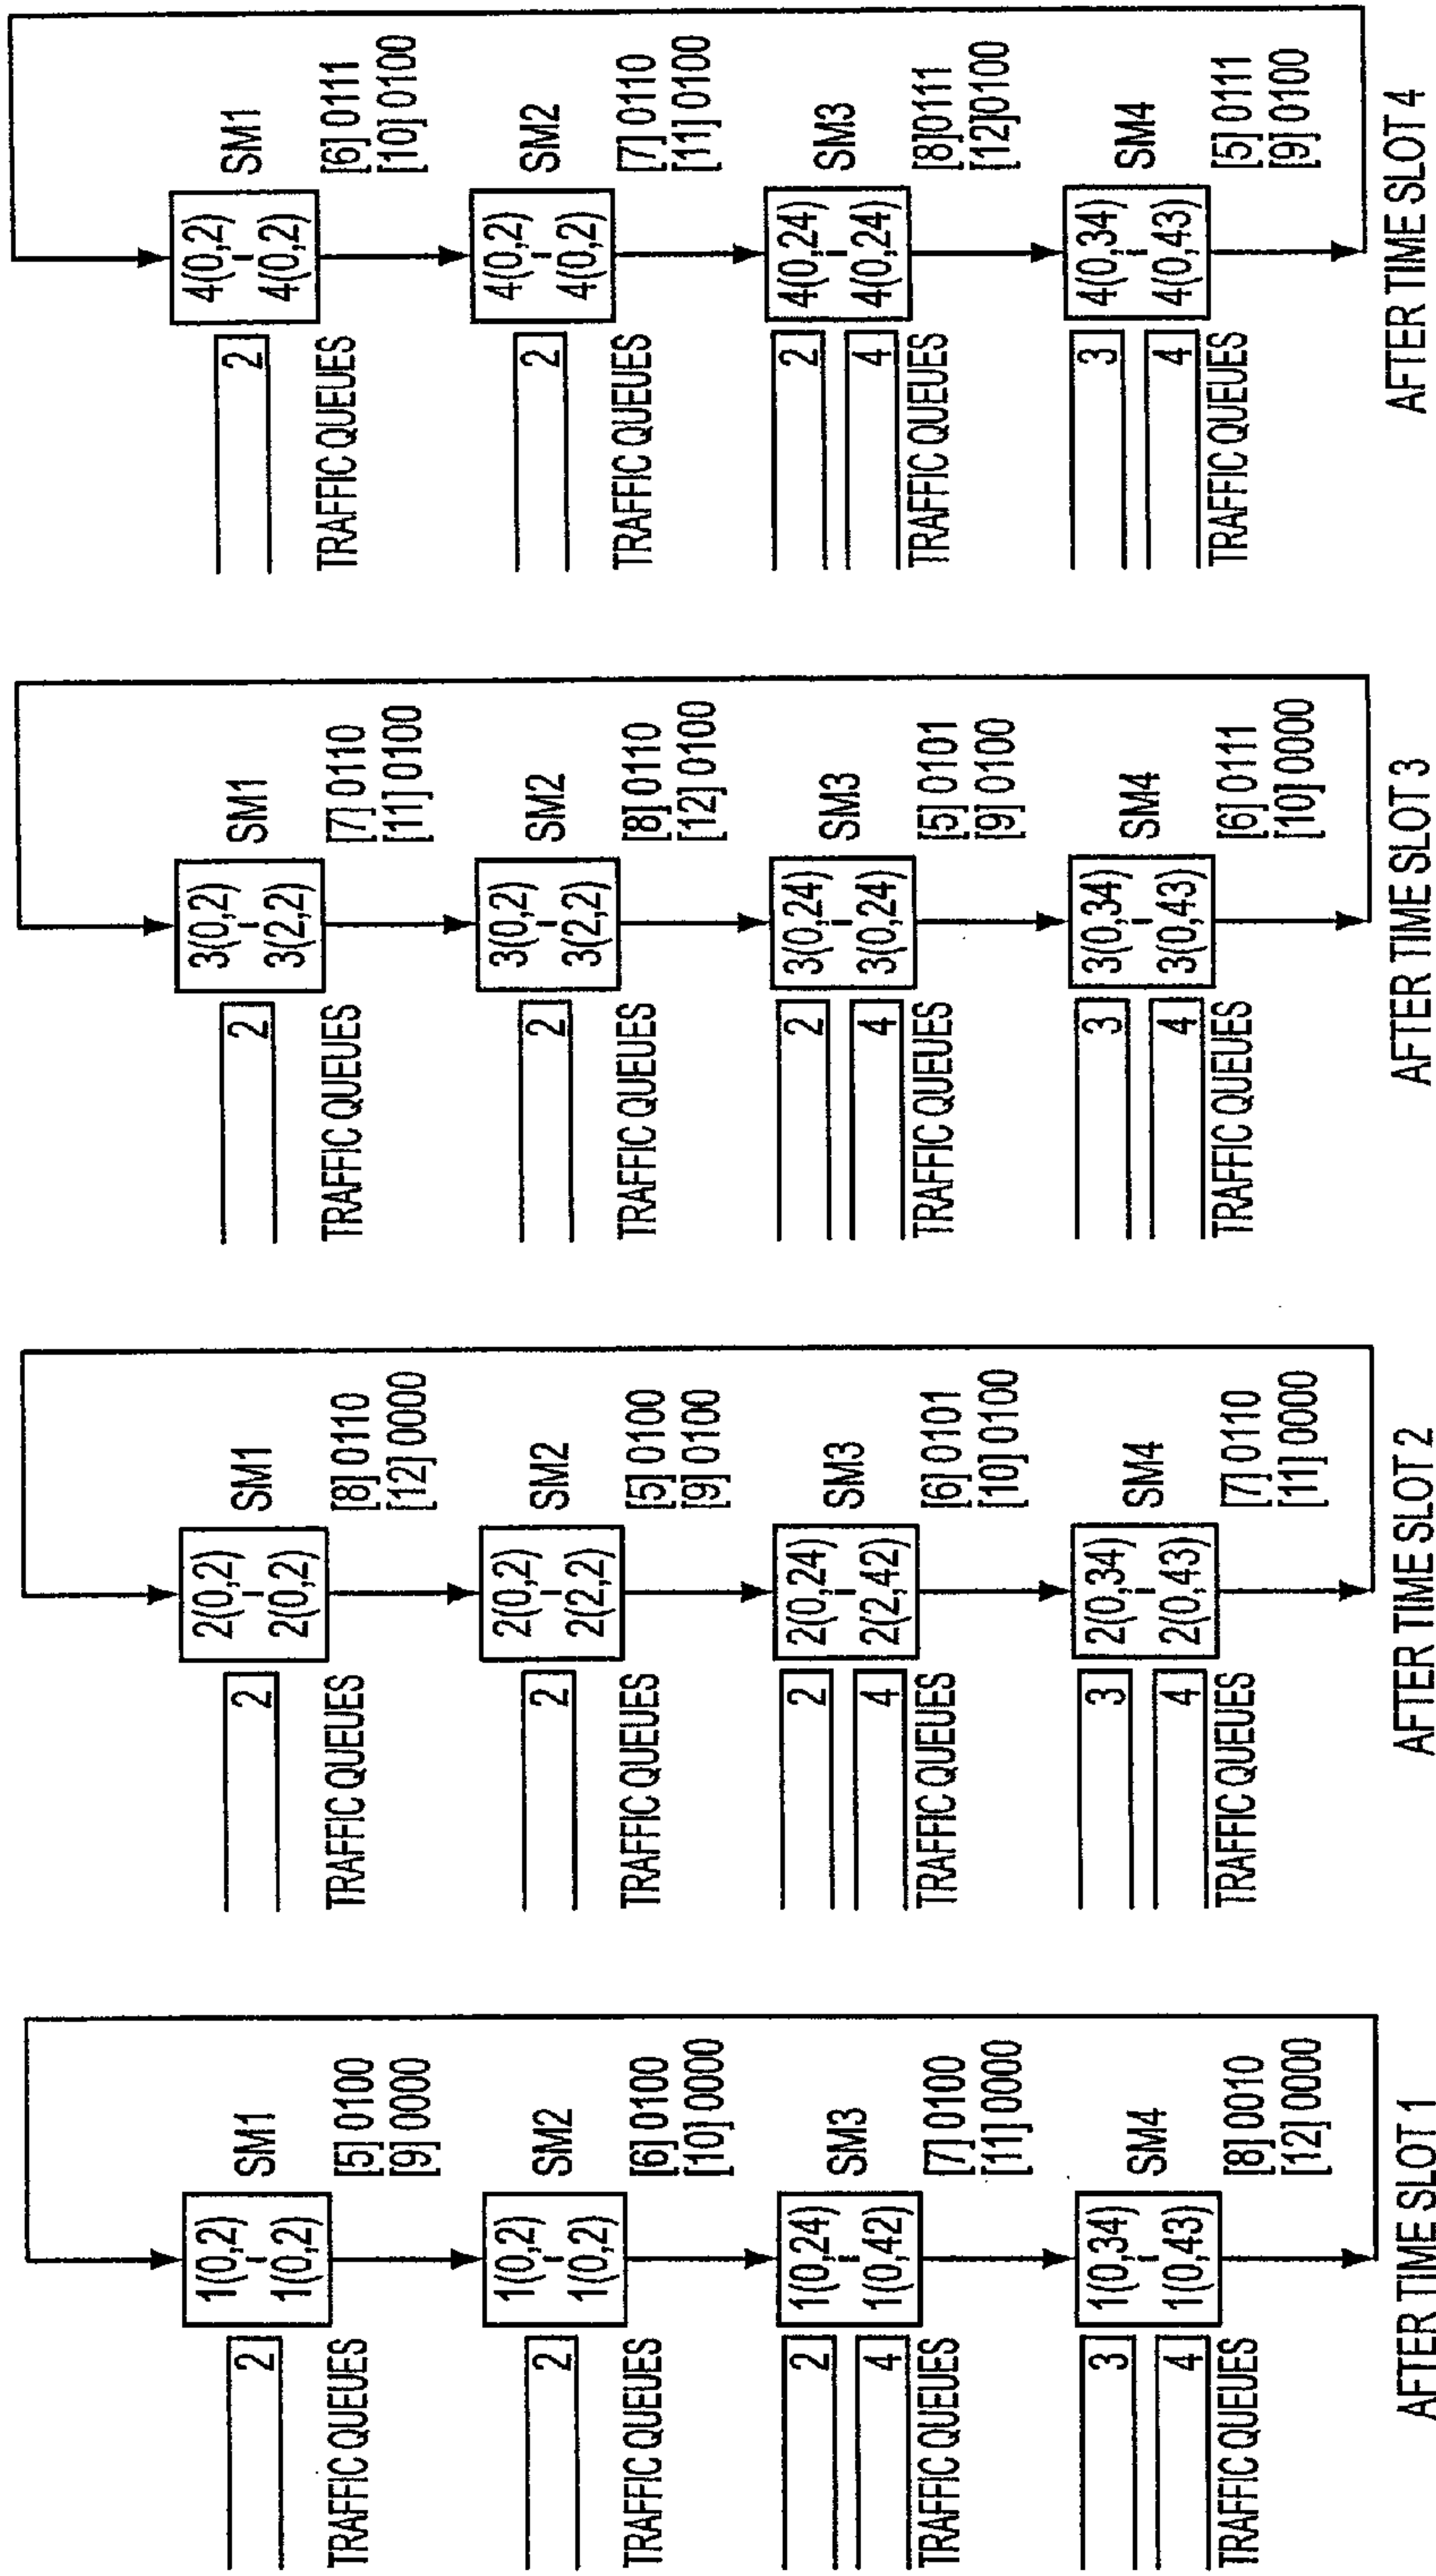 2
TRAFFIC QUEUES
1(0,2)
1(0,2)
SM1
[5] 0100
[9] 0000
2
TRAFFIC QUEUES
1(0,2)
1(0,2)
SM2
[6] 0100
[10] 0000
2
4
TRAFFIC QUEUES
1(0,24)
1(0,42)
SM3
[7] 0100
[11] 0000
3
4
TRAFFIC QUEUES
1(0,34)
1(0,43)
SM4
[8] 0010
[12] 0000
AFTER TIME SLOT 1
2
TRAFFIC QUEUES
2(0,2)
2(0,2)
SM1
[8] 0110
[12] 0000
2
TRAFFIC QUEUES
2(0,2)
2(2,2)
SM2
[5] 0100
[9] 0100
2
4
TRAFFIC QUEUES
2(0,24)
2(2,42)
SM3
[6] 0101
[10] 0100
3
4
TRAFFIC QUEUES
2(0,34)
2(0,43)
SM4
[7] 0110
[11] 0000
AFTER TIME SLOT 2
2
TRAFFIC QUEUES
3(0,2)
3(2,2)
SM1
[7] 0110
[11] 0100
2
TRAFFIC QUEUES
3(0,2)
3(2,2)
SM2
[8] 0110
[12] 0100
2
4
TRAFFIC QUEUES
3(0,24)
3(0,24)
SM3
[5] 0101
[9] 0100
3
4
TRAFFIC QUEUES
3(0,34)
3(0,43)
SM4
[6] 0111
[10] 0000
AFTER TIME SLOT 3
2
TRAFFIC QUEUES
4(0,2)
4(0,2)
SM1
[6] 0111
[10] 0100
2
TRAFFIC QUEUES
4(0,2)
4(0,2)
SM2
[7] 0110
[11] 0100
2
4
TRAFFIC QUEUES
4(0,24)
4(0,24)
SM3
[8]0111
[12]0100
3
4
TRAFFIC QUEUES
4(0,34)
4(0,43)
SM4
[5] 0111
[9] 0100
AFTER TIME SLOT 4